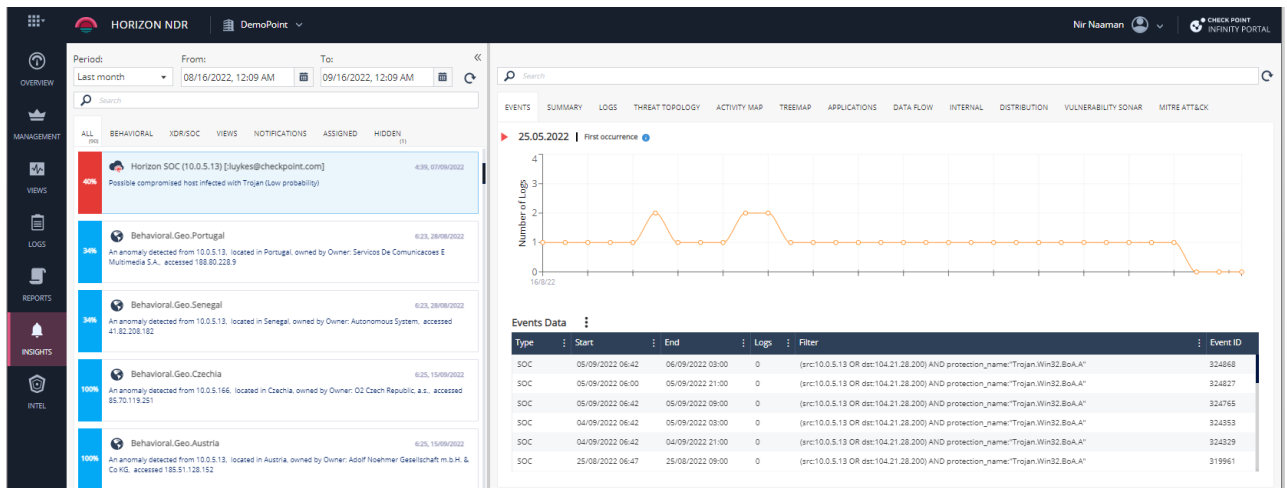 HORIZON NDR
DemoPoint
Nir Naaman
CHECK POINT
INFINITY PORTAL
OVERVIEW
MANAGEMENT
VIEWS
LOGS
REPORTS
INSIGHTS
INTEL
Period: From: To:
Last month 08/16/2022, 12:09 AM 09/16/2022, 12:09 AM
Search
ALL BEHAVIORAL XDR/SOC VIEWS NOTIFICATIONS ASSIGNED HIDDEN
(90) (1)
Horizon SOC (10.0.5.13) [:luykes@checkpoint.com] 4:39, 07/09/2022
40% Possible compromised host infected with Trojan (Low probability)
Behavioral.Geo.Portugal 6:23, 28/08/2022
34% An anomaly detected from 10.0.5.13, located in Portugal, owned by Owner: Servicos De Comunicacoes E
Multimedia S.A., accessed 188.80.228.9
Behavioral.Geo.Senegal 6:23, 28/08/2022
34% An anomaly detected from 10.0.5.13, located in Senegal, owned by Owner: Autonomous System, accessed
41.82.208.182
Behavioral.Geo.Czechia 6:25, 15/09/2022
100% An anomaly detected from 10.0.5.166, located in Czechia, owned by Owner: O2 Czech Republic, a.s., accessed
85.70.119.251
Behavioral.Geo.Austria 6:25, 15/09/2022
100% An anomaly detected from 10.0.5.13, located in Austria, owned by Owner: Adolf Noehmer Gesellschaft m.b.H. &
Co KG, accessed 185.51.128.152
Search
EVENTS SUMMARY LOGS THREAT TOPOLOGY ACTIVITY MAP TREEMAP APPLICATIONS DATA FLOW INTERNAL DISTRIBUTION VULNERABILITY SONAR MITRE ATT&CK
25.05.2022 | First occurrence
Number of Logs
4
3
2
1
0
16/8/22
Events Data
Type Start End Logs Filter Event ID
SOC 05/09/2022 06:42 06/09/2022 03:00 0 (src:10.0.5.13 OR dst:104.21.28.200) AND protection_name:"Trojan.Win32.BoA.A" 324868
SOC 05/09/2022 06:00 05/09/2022 21:00 0 (src:10.0.5.13 OR dst:104.21.28.200) AND protection_name:"Trojan.Win32.BoA.A" 324827
SOC 05/09/2022 06:42 05/09/2022 09:00 0 (src:10.0.5.13 OR dst:104.21.28.200) AND protection_name:"Trojan.Win32.BoA.A" 324765
SOC 04/09/2022 06:42 05/09/2022 03:00 0 (src:10.0.5.13 OR dst:104.21.28.200) AND protection_name:"Trojan.Win32.BoA.A" 324353
SOC 04/09/2022 06:42 04/09/2022 21:00 0 (src:10.0.5.13 OR dst:104.21.28.200) AND protection_name:"Trojan.Win32.BoA.A" 324329
SOC 25/08/2022 06:47 25/08/2022 09:00 0 (src:10.0.5.13 OR dst:104.21.28.200) AND protection_name:"Trojan.Win32.BoA.A" 319961